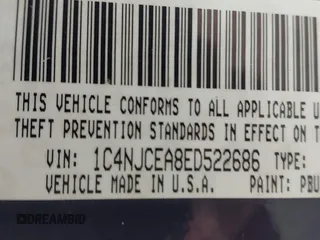 THIS VEHICLE CONFORMS TO ALL APPLICABLE U
THEFT PREVENTION STANDARDS IN EFFECT ON T
VIN: 1C4NJCEA8ED522686 TYPE:
VEHICLE MADE IN U.S.A. PAINT: PBU
DREAMBID